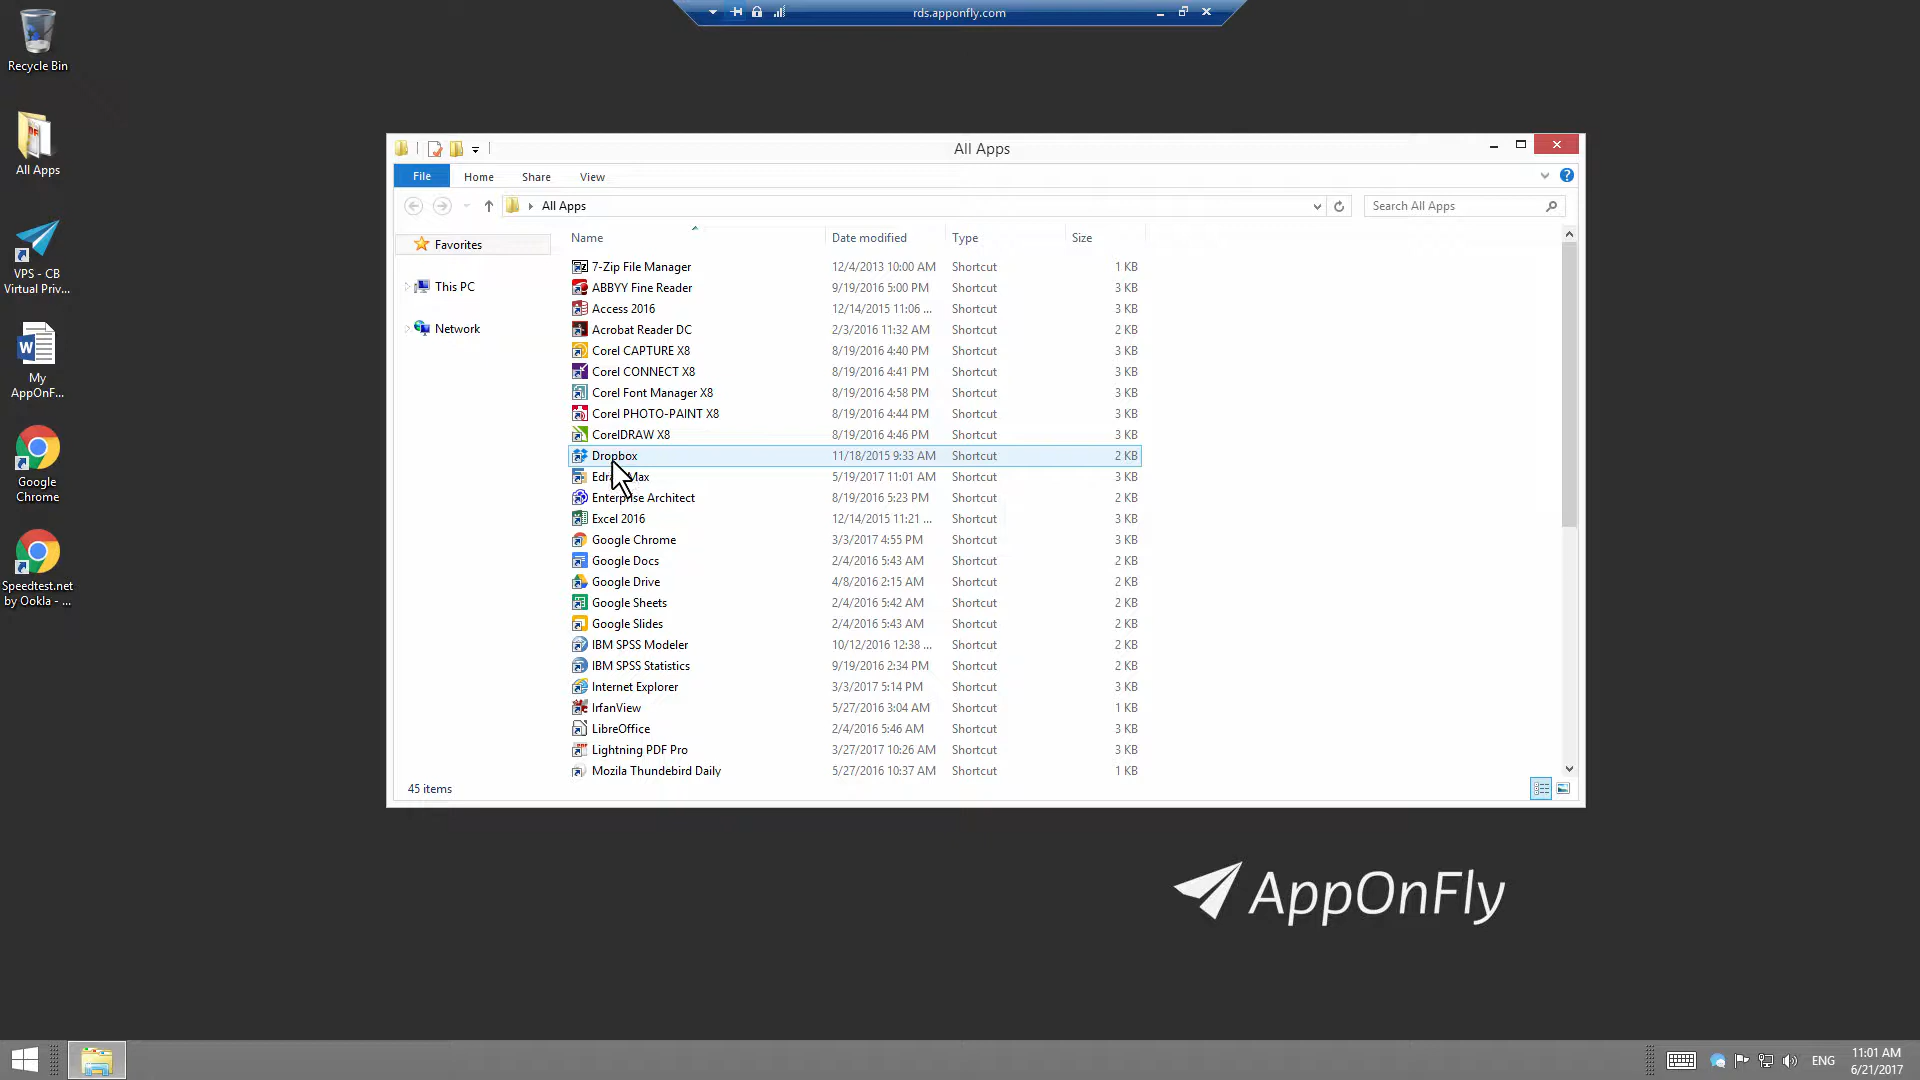 rds.apponfly.com
Recycle Bin
All Apps
VPS - CB
Virtual Priv...
My
AppOnF...
Google
Chrome
Speedtest.net
by Ookla - ...
All Apps
File Home Share View
All Apps
Search All Apps
Favorites
This PC
Network
Name Date modified Type Size
7-Zip File Manager 12/4/2013 10:00 AM Shortcut 1 KB
ABBYY Fine Reader 9/19/2016 5:00 PM Shortcut 3 KB
Access 2016 12/14/2015 11:06 ... Shortcut 3 KB
Acrobat Reader DC 2/3/2016 11:32 AM Shortcut 2 KB
Corel CAPTURE X8 8/19/2016 4:40 PM Shortcut 3 KB
Corel CONNECT X8 8/19/2016 4:41 PM Shortcut 3 KB
Corel Font Manager X8 8/19/2016 4:58 PM Shortcut 3 KB
Corel PHOTO-PAINT X8 8/19/2016 4:44 PM Shortcut 3 KB
CorelDRAW X8 8/19/2016 4:46 PM Shortcut 3 KB
Dropbox 11/18/2015 9:33 AM Shortcut 2 KB
Max 5/19/2017 11:01 AM Shortcut 3 KB
Enterprise Architect 8/19/2016 5:23 PM Shortcut 2 KB
Excel 2016 12/14/2015 11:21 ... Shortcut 3 KB
Google Chrome 3/3/2017 4:55 PM Shortcut 3 KB
Google Docs 2/4/2016 5:43 AM Shortcut 2 KB
Google Drive 4/8/2016 2:15 AM Shortcut 3 KB
Google Sheets 2/4/2016 5:42 AM Shortcut 2 KB
Google Slides 2/4/2016 5:43 AM Shortcut 2 KB
IBM SPSS Modeler 10/12/2016 12:38 ... Shortcut 2 KB
IBM SPSS Statistics 9/19/2016 2:34 PM Shortcut 2 KB
Internet Explorer 3/3/2017 5:14 PM Shortcut 3 KB
IrfanView 5/27/2016 3:04 AM Shortcut 1 KB
LibreOffice 2/4/2016 5:46 AM Shortcut 3 KB
Lightning PDF Pro 3/27/2017 10:26 AM Shortcut 3 KB
Mozila Thundebird Daily 5/27/2016 10:37 AM Shortcut 1 KB
45 items
AppOnFly
ENG
11:01 AM
6/21/2017